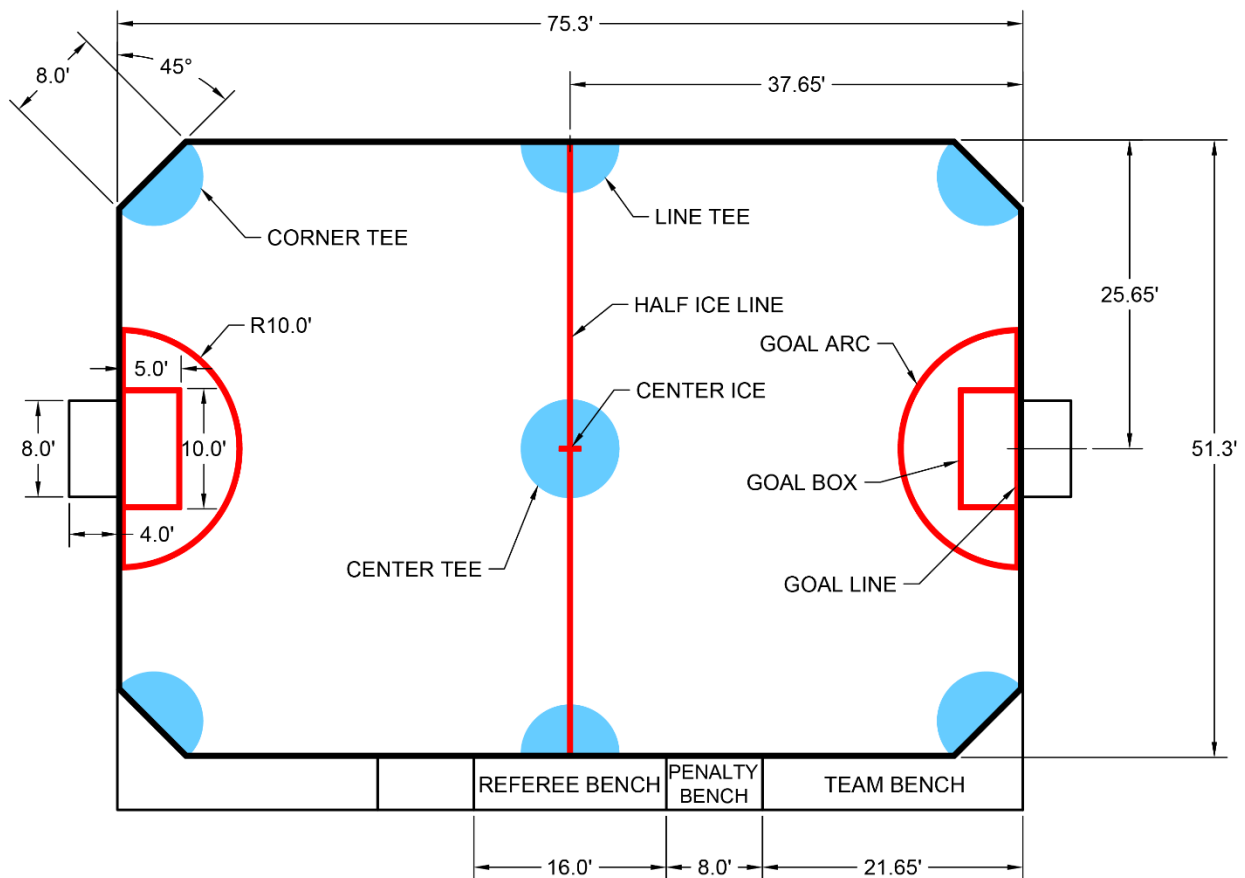 75.3'
8.0'
45°
37.65'
CORNER TEE
LINE TEE
25.65'
HALF ICE LINE
R10.0'
GOAL ARC
5.0'
CENTER ICE
8.0'
10.0'
51.3'
GOAL BOX
4.0'
CENTER TEE
GOAL LINE
REFEREE BENCH
PENALTY
BENCH
TEAM BENCH
16.0'
8.0'
21.65'